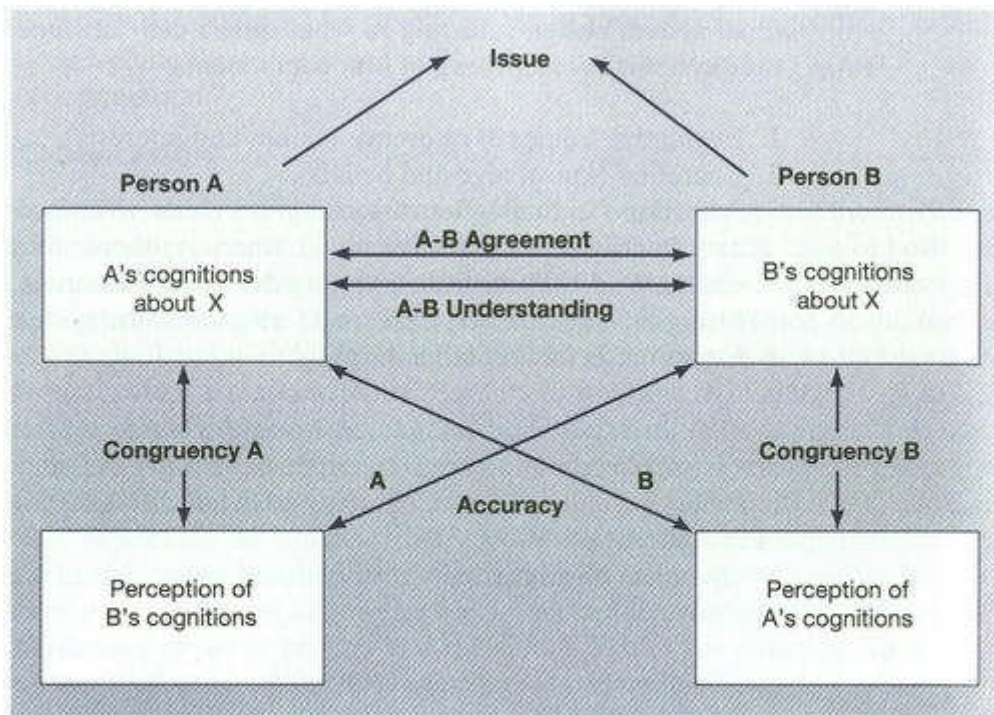 Issue
Person A
Person B
A's cognitions
about X
A-B Agreement
A-B Understanding
B's cognitions
about X
Congruency A
Congruency B
A
B
Accuracy
Perception of
B's cognitions
Perception of
A's cognitions